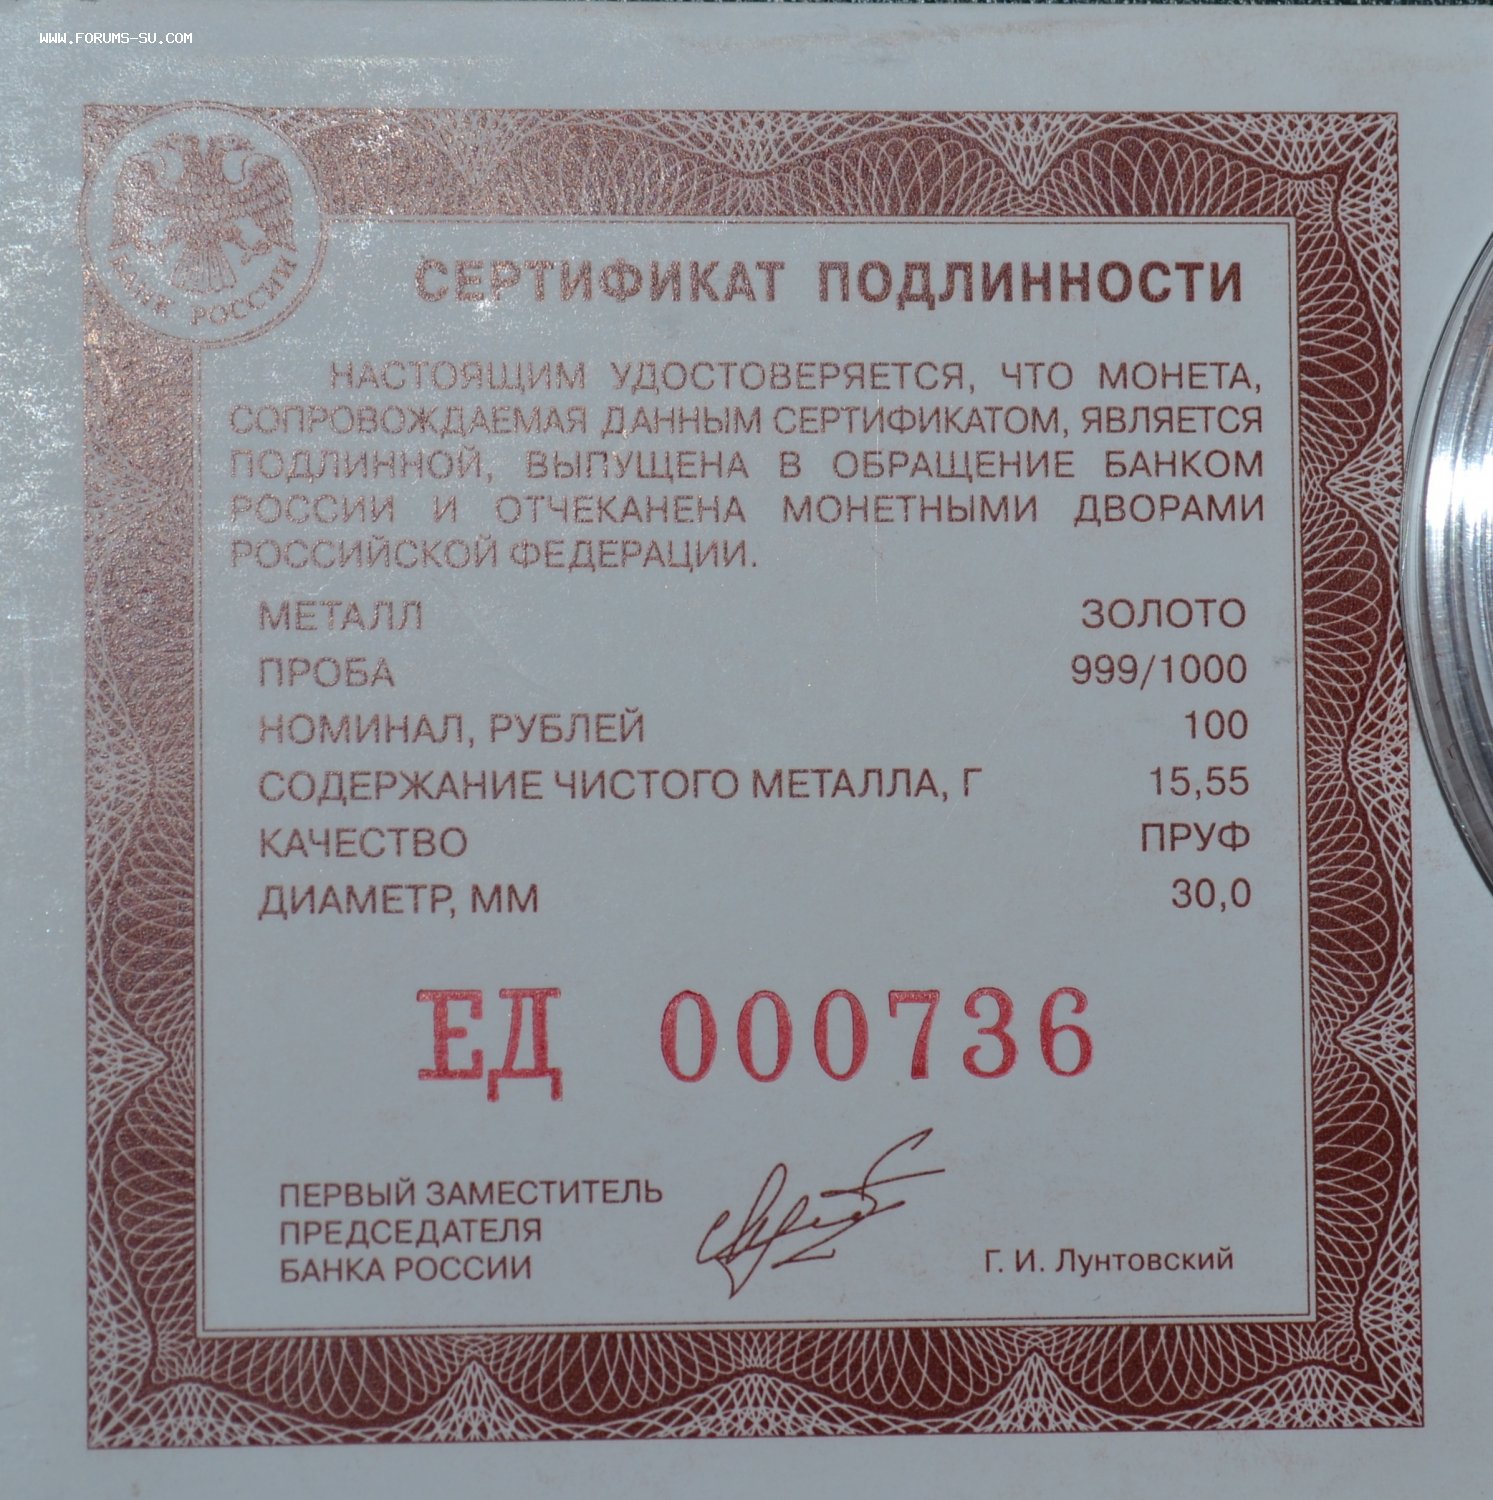 WWW.FORUMS-SU.COM
БАНК РОССИИ
СЕРТИФИКАТ ПОДЛИННОСТИ
НАСТОЯЩИМ УДОСТОВЕРЯЕТСЯ, ЧТО МОНЕТА,
СОПРОВОЖДАЕМАЯ ДАННЫМ СЕРТИФИКАТОМ, ЯВЛЯЕТСЯ
ПОДЛИННОЙ, ВЫПУЩЕНА В ОБРАЩЕНИЕ БАНКОМ
РОССИИ И ОТЧЕКАНЕНА МОНЕТНЫМИ ДВОРАМИ
РОССИЙСКОЙ ФЕДЕРАЦИИ.
МЕТАЛЛ ЗОЛОТО
ПРОБА 999/1000
НОМИНАЛ, РУБЛЕЙ 100
СОДЕРЖАНИЕ ЧИСТОГО МЕТАЛЛА, Г 15,55
КАЧЕСТВО ПРУФ
ДИАМЕТР, ММ 30,0
ЕД 000736
ПЕРВЫЙ ЗАМЕСТИТЕЛЬ
ПРЕДСЕДАТЕЛЯ
БАНКА РОССИИ Г. И. Лунтовский